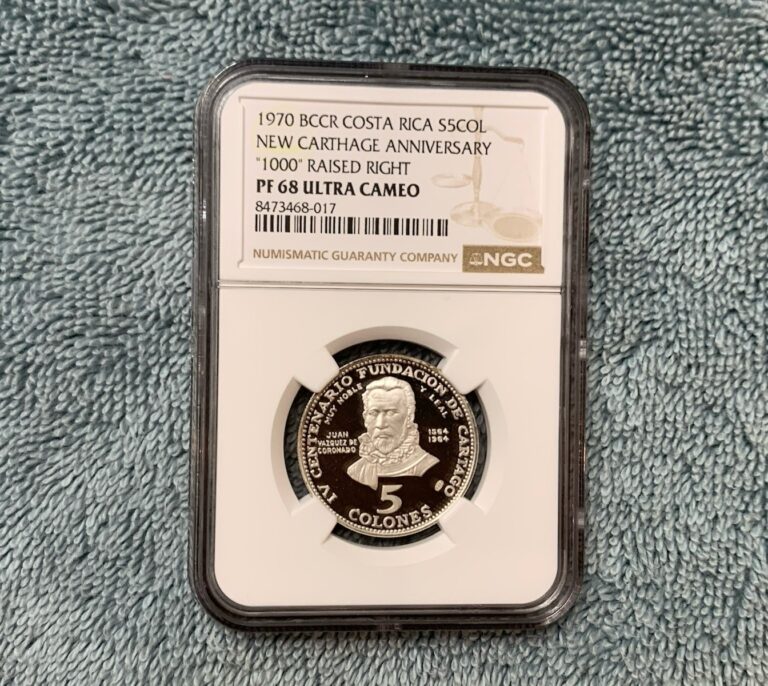 1970 BCCR COSTA RICA S5COL
NEW CARTHAGE ANNIVERSARY
"1000" RAISED RIGHT
PF 68 ULTRA CAMEO
8473468-017
NUMISMATIC GUARANTY COMPANY NGC
IV CENTENARIO FUNDACION DE CARTAGO
MUY NOBLE Y LEAL
JUAN
VAZQUEZ DE
CORONADO
1564
1964
5
COLONES